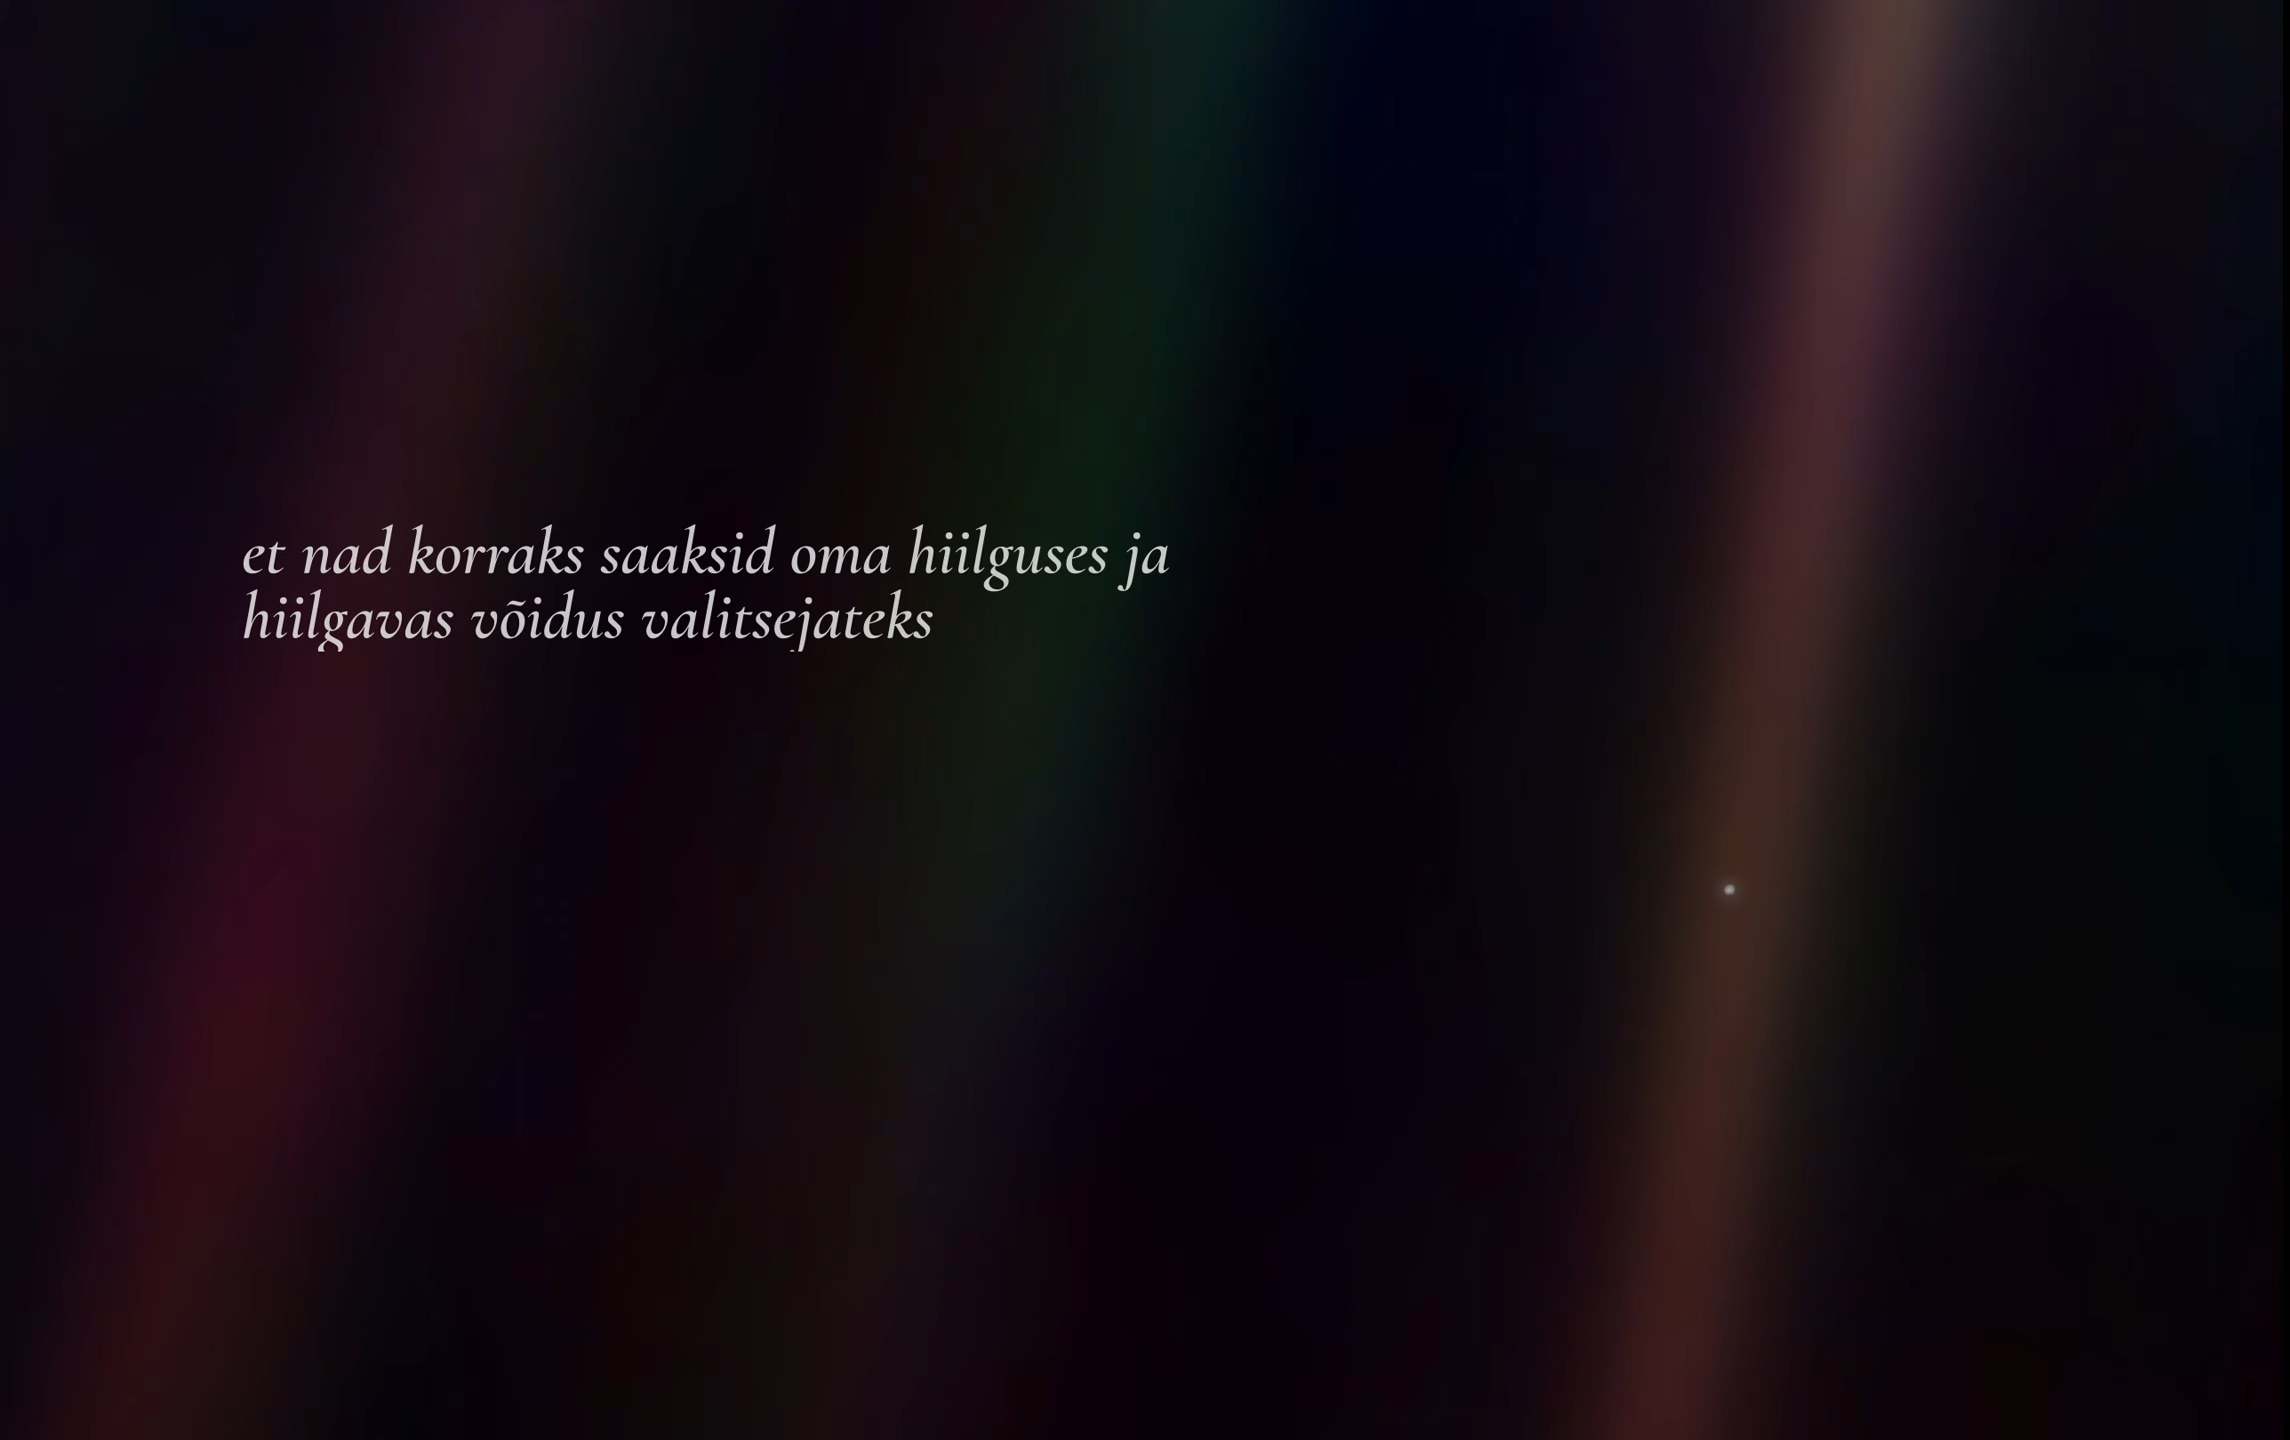 et nad korraks saaksid oma hiilguses ja
hiilgavas võidus valitsejateks